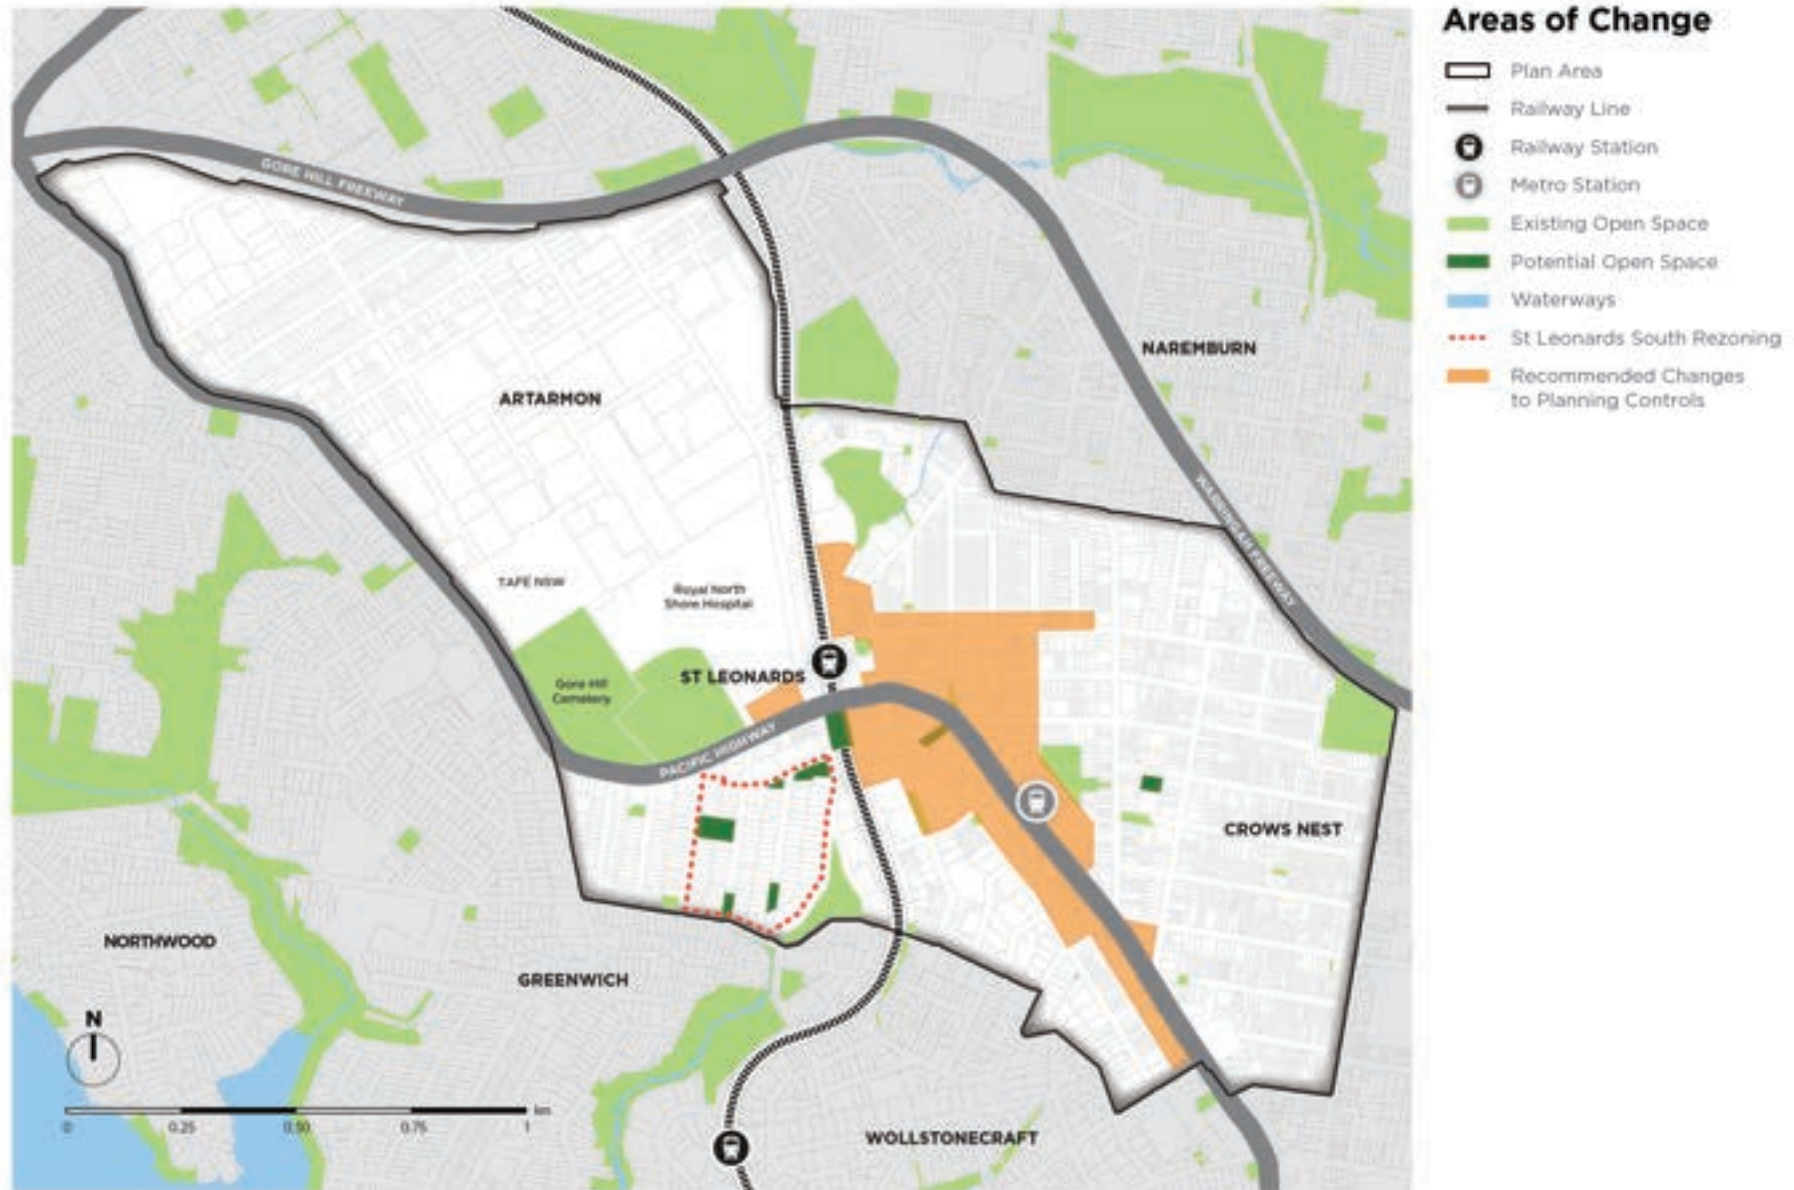 Areas of Change
Plan Area
Railway Line
Railway Station
Metro Station
Existing Open Space
Potential Open Space
Waterways
St Leonards South Rezoning
Recommended Changes
to Planning Controls
GORE HILL FREEWAY
NAREMBURN
ARTARMON
WARRINGAH FREEWAY
TAFE NSW
Royal North
Shore Hospital
ST LEONARDS
Gore Hill
Cemetery
PACIFIC HIGHWAY
CROWS NEST
NORTHWOOD
GREENWICH
N
km
0 0.25 0.50 0.75 1
WOLLSTONECRAFT